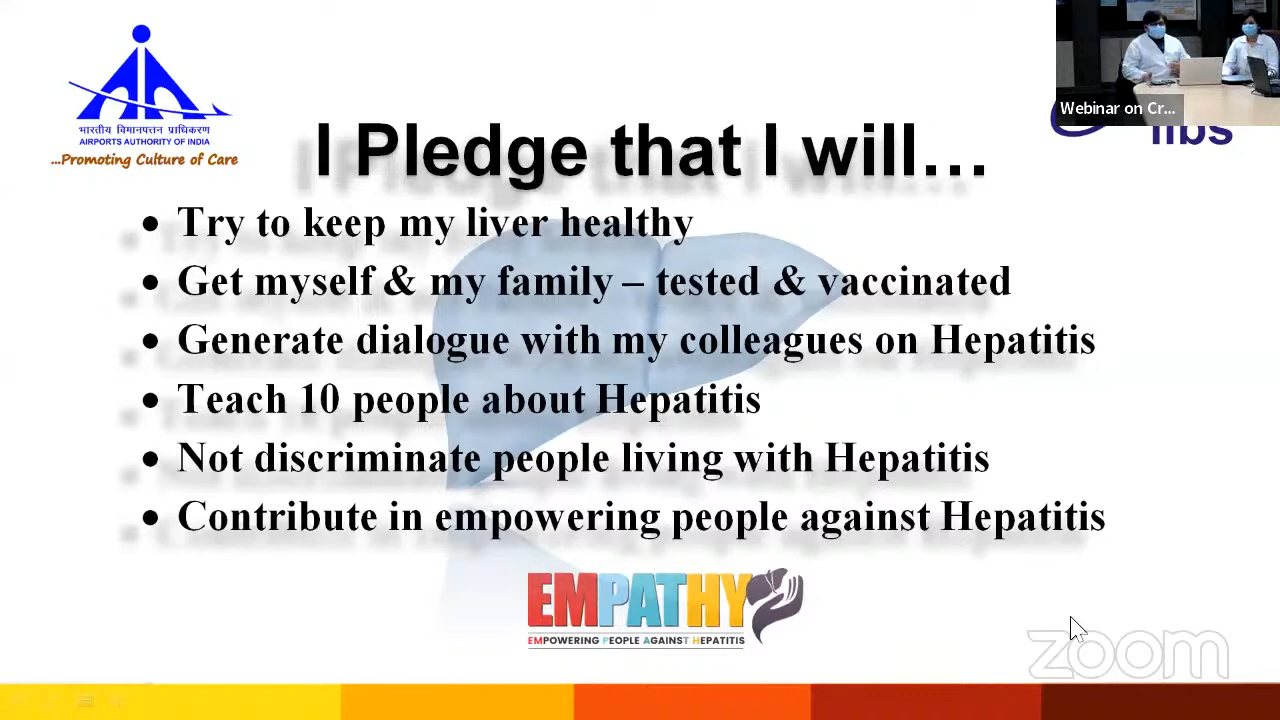 भारतीय विमानपत्तन प्राधिकरण
AIRPORTS AUTHORITY OF INDIA
...Promoting Culture of Care
Webinar on Cr...
ilbs
I Pledge that I will...
• Try to keep my liver healthy
• Get myself & my family – tested & vaccinated
• Generate dialogue with my colleagues on Hepatitis
• Teach 10 people about Hepatitis
• Not discriminate people living with Hepatitis
• Contribute in empowering people against Hepatitis
EMPATHY
EMPOWERING PEOPLE AGAINST HEPATITIS
zoom